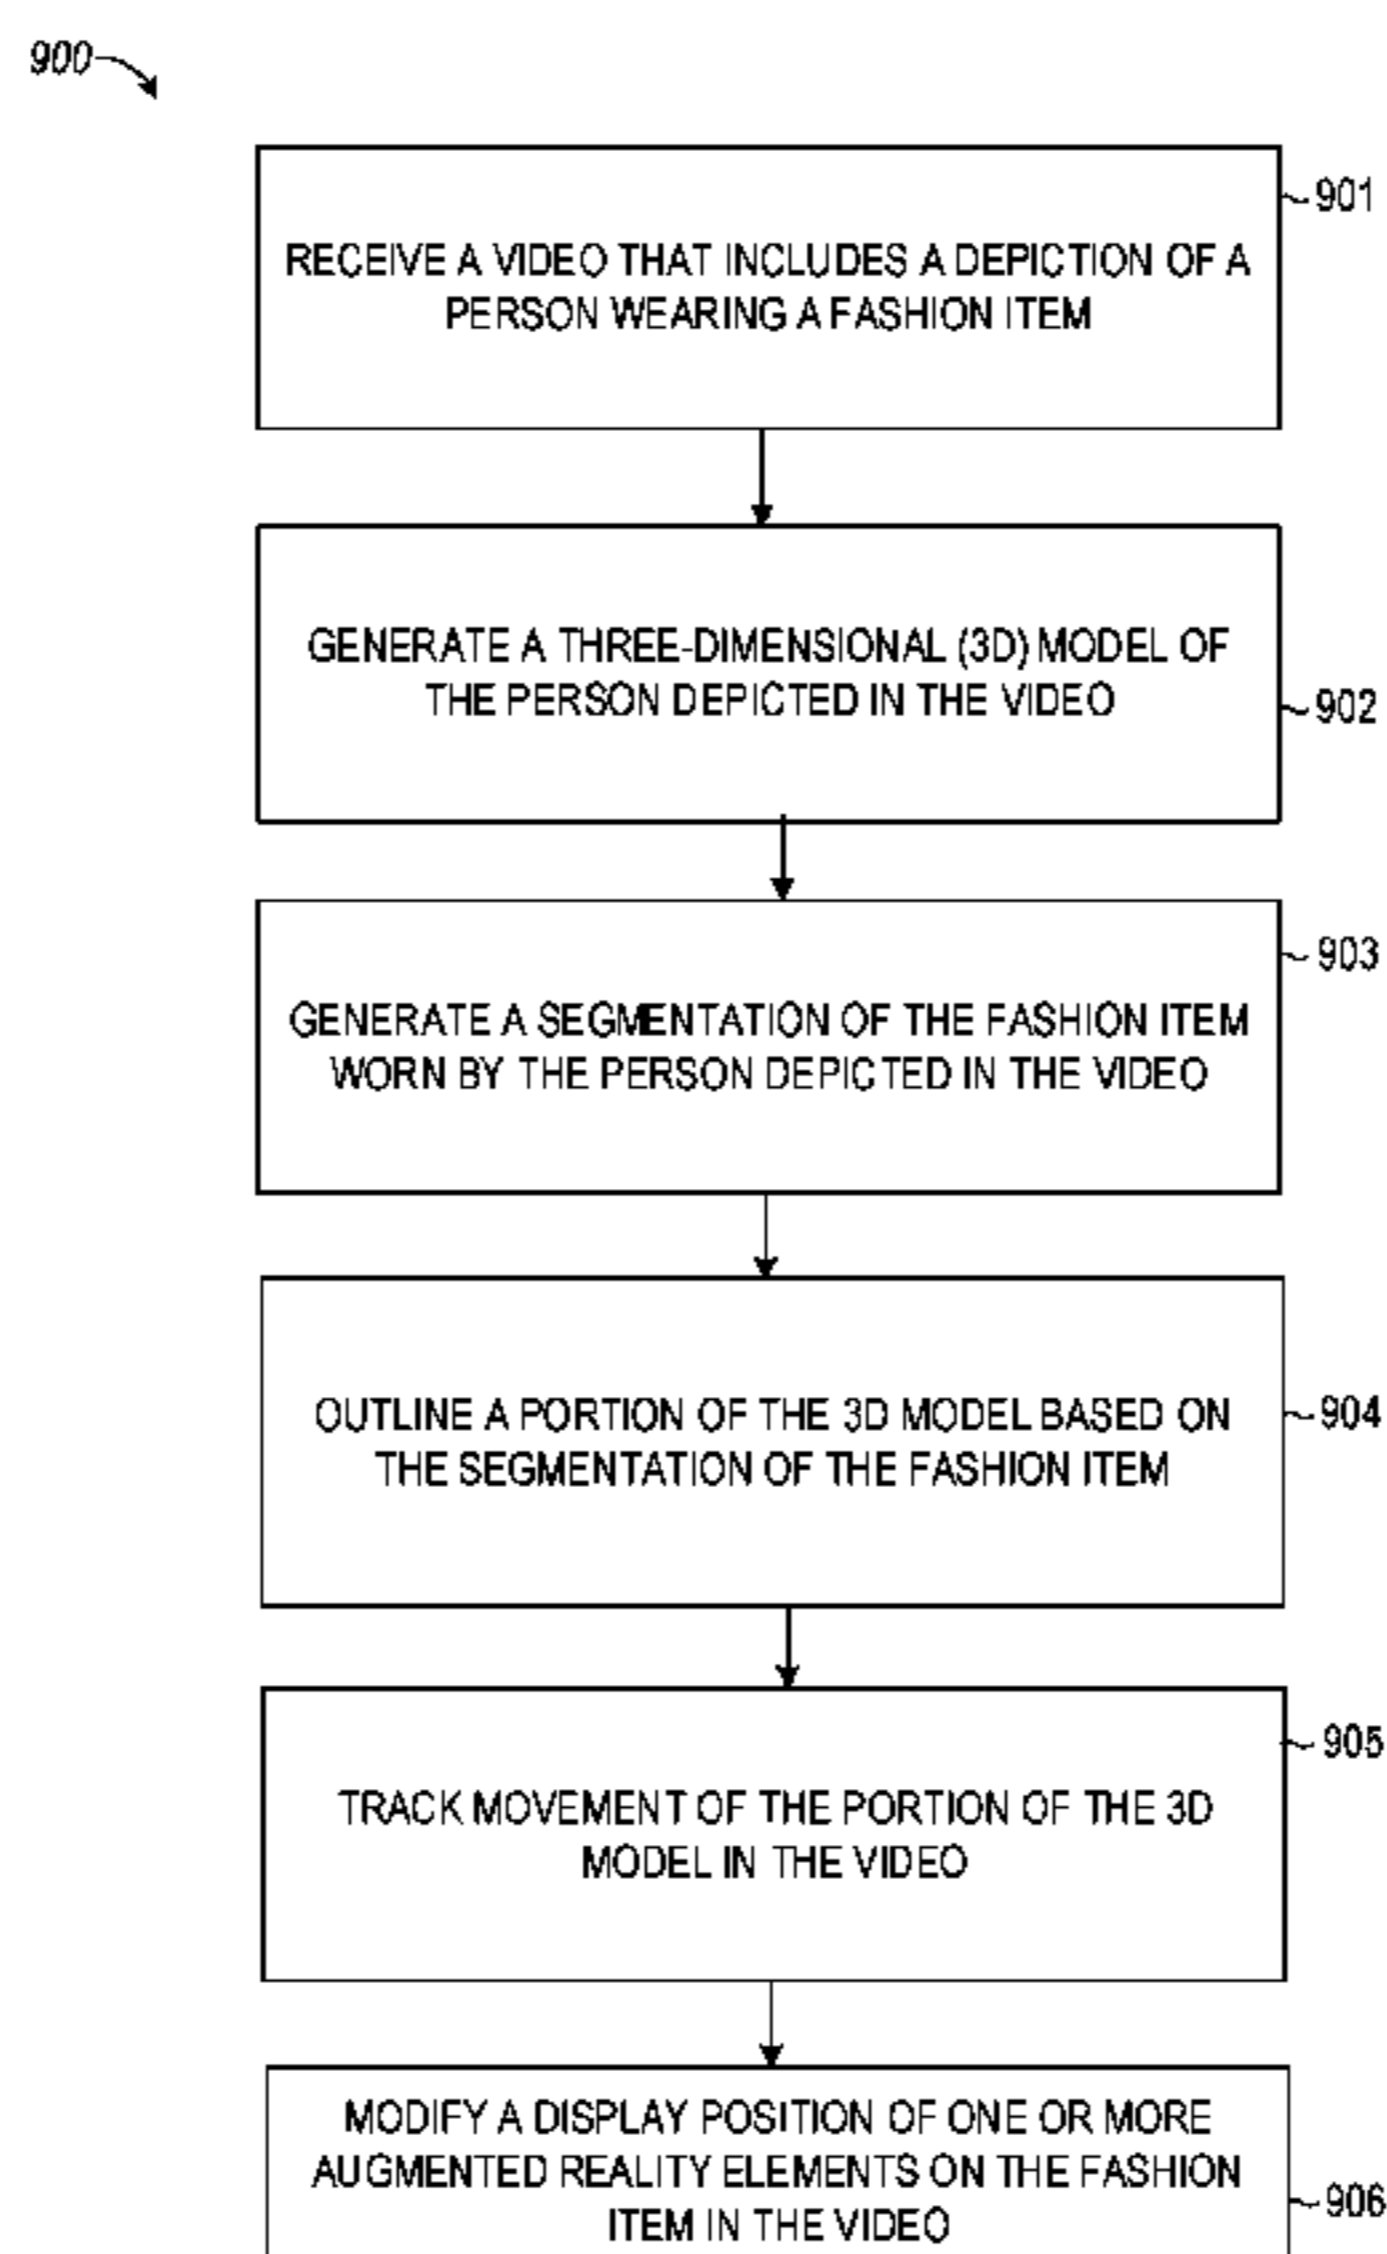 900
901
RECEIVE A VIDEO THAT INCLUDES A DEPICTION OF A
PERSON WEARING A FASHION ITEM
GENERATE A THREE-DIMENSIONAL (3D) MODEL OF
THE PERSON DEPICTED IN THE VIDEO
902
903
GENERATE A SEGMENTATION OF THE FASHION ITEM
WORN BY THE PERSON DEPICTED IN THE VIDEO
OUTLINE A PORTION OF THE 3D MODEL BASED ON
904
THE SEGMENTATION OF THE FASHION ITEM
905
TRACK MOVEMENT OF THE PORTION OF THE 3D
MODEL IN THE VIDEO
MODIFY A DISPLAY POSITION OF ONE OR MORE
AUGMENTED REALITY ELEMENTS ON THE FASHION
906
ITEM IN THE VIDEO